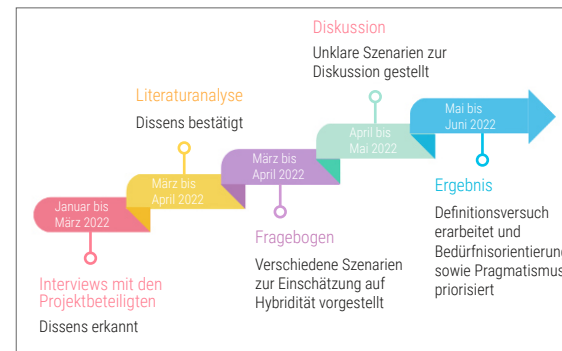 Diskussion
Unklare Szenarien zur
Diskussion gestellt
Literaturanalyse
Dissens bestätigt
Mai bis
Juni 2022
April bis
Mai 2022
März bis
April 2022
März bis
April 2022
Januar bis
März 2022
Ergebnis
Definitionsversuch
erarbeitet und
Bedürfnisorientierung
sowie Pragmatismus
priorisiert
Fragebogen
Verschiedene Szenarien
zur Einschätzung auf
Hybridität vorgestellt
Interviews mit den
Projektbeteiligten
Dissens erkannt